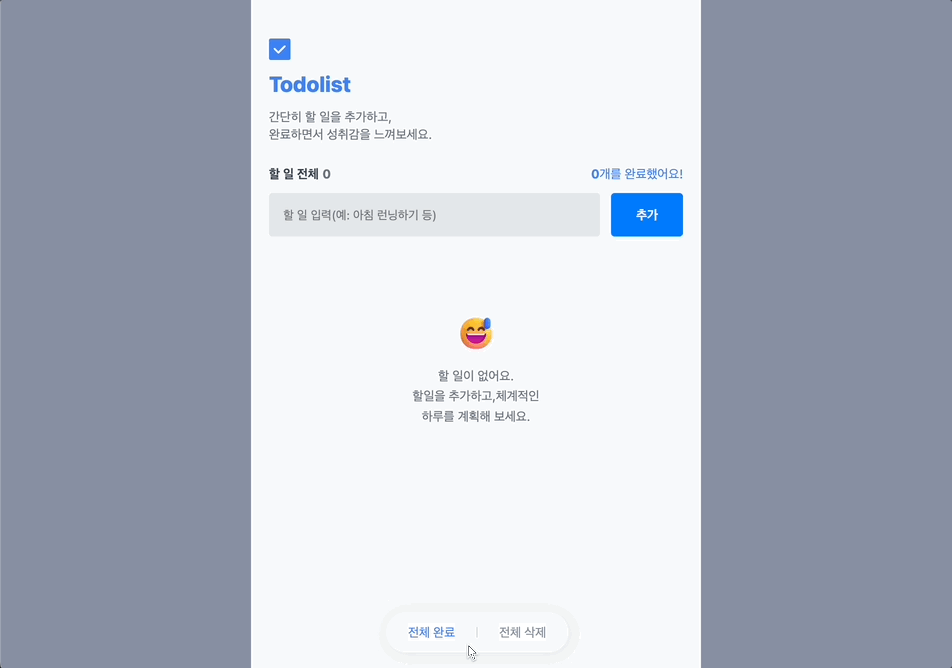 Todolist
간단히 할 일을 추가하고,
완료하면서 성취감을 느껴보세요.
할 일 전체 0
0개를 완료했어요!
할 일 입력(예: 아침 런닝하기 등)
추가
할 일이 없어요.
할일을 추가하고,체계적인
하루를 계획해 보세요.
전체 완료
전체 삭제